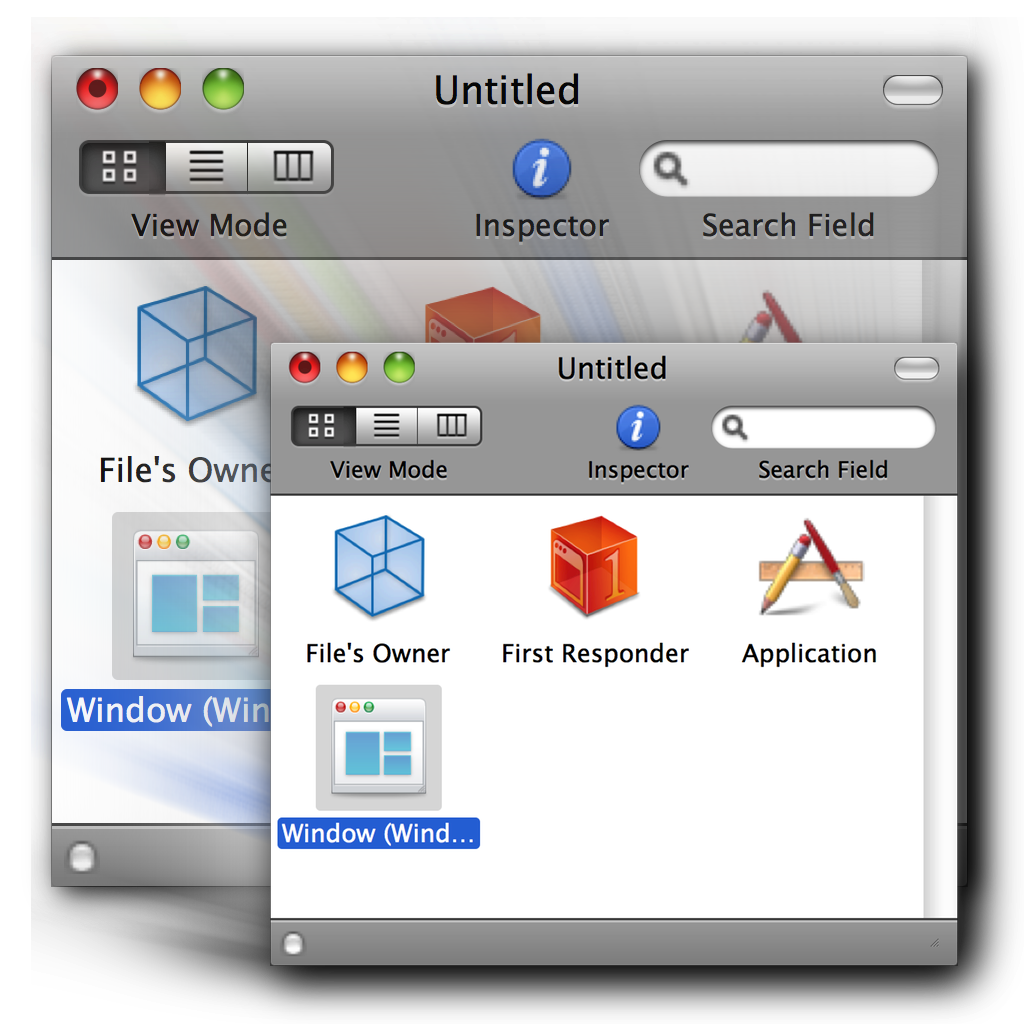 Untitled
View Mode
Inspector
Search Field
File's Owne
Window (Win
Untitled
View Mode
Inspector
Search Field
File's Owner
First Responder
1
Application
Window (Wind...